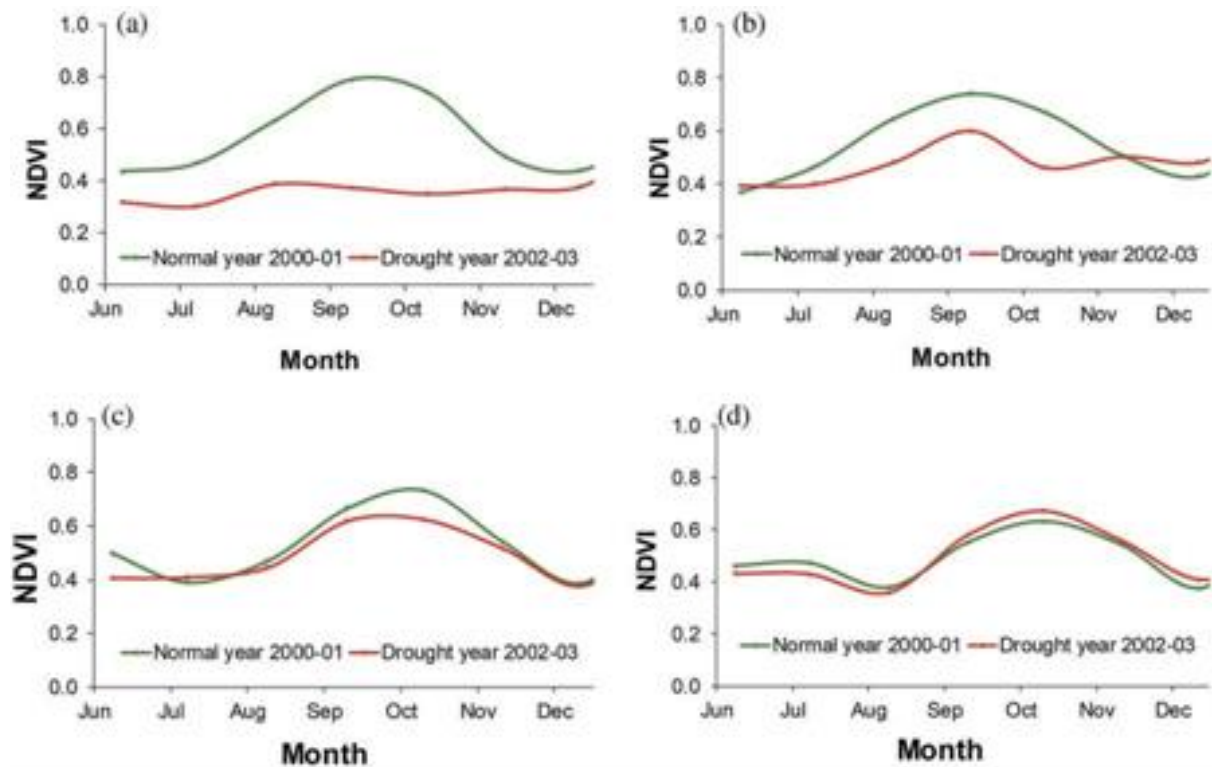 (a)
1.0
0.8
0.6
0.4
0.2
0.0
NDVI
Normal year 2000-01 Drought year 2002-03
Jun Jul Aug Sep Oct Nov Dec
Month
(b)
1.0
0.8
0.6
0.4
0.2
0.0
NDVI
Normal year 2000-01 Drought year 2002-03
Jun Jul Aug Sep Oct Nov Dec
Month
(c)
1.0
0.8
0.6
0.4
0.2
0.0
NDVI
Normal year 2000-01 Drought year 2002-03
Jun Jul Aug Sep Oct Nov Dec
Month
(d)
1.0
0.8
0.6
0.4
0.2
0.0
NDVI
Normal year 2000-01 Drought year 2002-03
Jun Jul Aug Sep Oct Nov Dec
Month